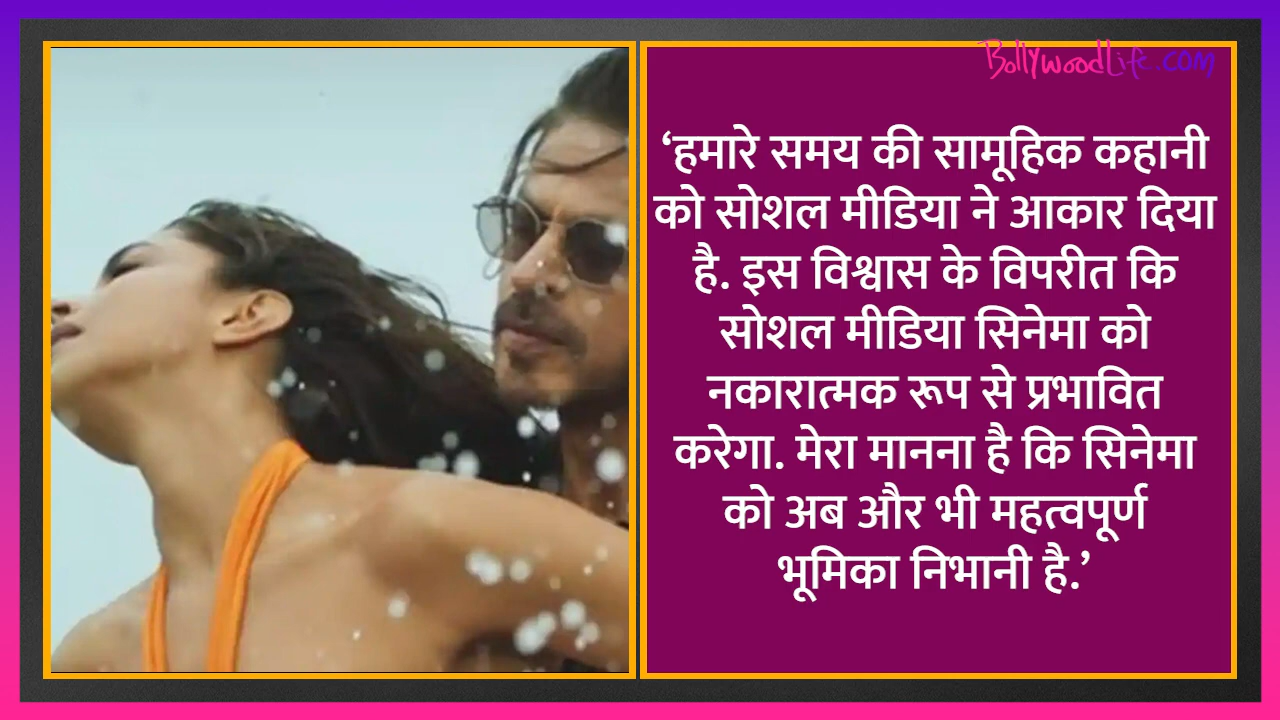 BollywoodLife.com
‘हमारे समय की सामूहिक कहानी
को सोशल मीडिया ने आकार दिया
है. इस विश्वास के विपरीत कि
सोशल मीडिया सिनेमा को
नकारात्मक रूप से प्रभावित
करेगा. मेरा मानना है कि सिनेमा
को अब और भी महत्वपूर्ण
भूमिका निभानी है.’